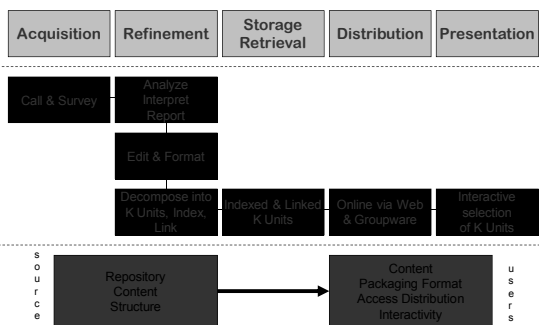 Acquisition
Refinement
Storage
Retrieval
Distribution
Presentation
Call & Survey
Analyze
Interpret
Report
Edit & Format
Decompose into
K Units, Index,
Link
Indexed & Linked
K Units
Online via Web
& Groupware
Interactive
selection
of K Units
source
Repository
Content
Structure
Content
Packaging Format
Access Distribution
Interactivity
users